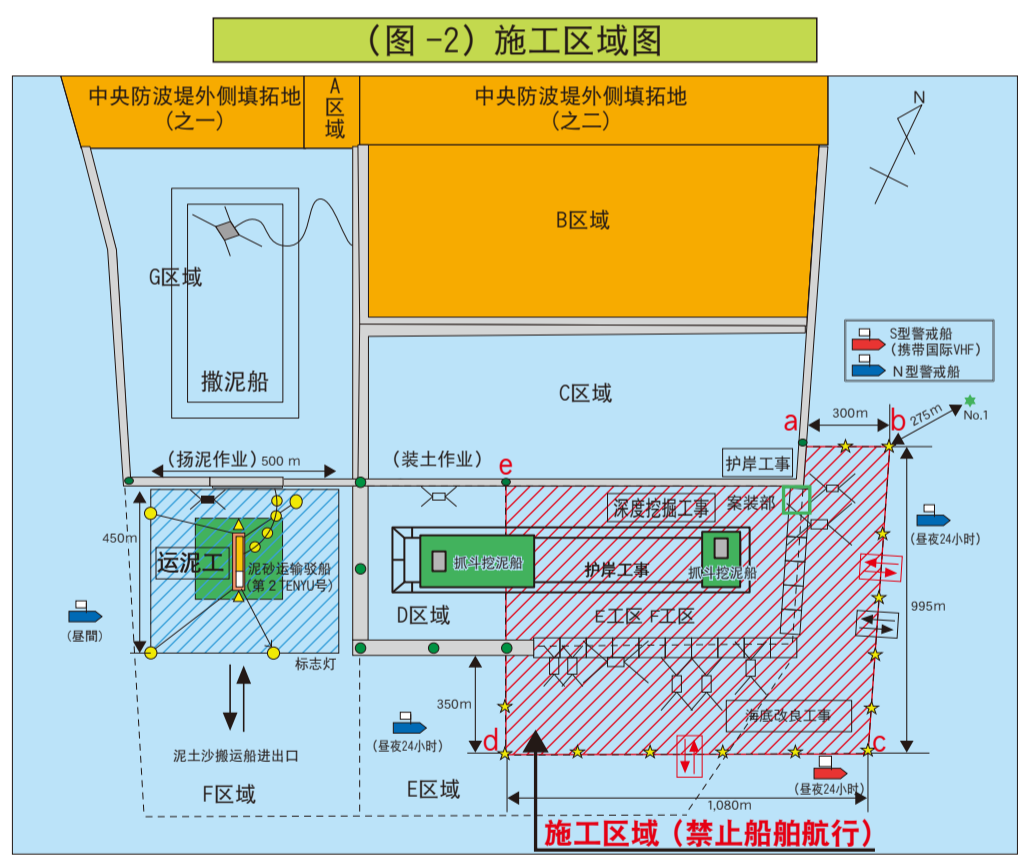 （图 -2）施工区域图
中央防波堤外侧填拓地
(之一)
A
区
域
中央防波堤外侧填拓地
(之二)
N
B区域
G区域
撒泥船
S型警戒船
(携带国际VHF)
N型警戒船
C区域
a
300m
b
275m
No.1
(扬泥作业)
500 m
(装土作业)
e
护岸工事
深度挖掘工事
案装部
450m
运泥工
泥砂运输驳船
(第２TENYU号)
抓斗挖泥船
护岸工事
抓斗挖泥船
(昼夜24小时)
D区域
E工区 F工区
995m
(昼間)
标志灯
350m
海底改良工事
(昼夜24小时)
d
c
泥土沙搬运船进出口
(昼夜24小时)
F区域
E区域
1,080m
施工区域（禁止船舶航行）